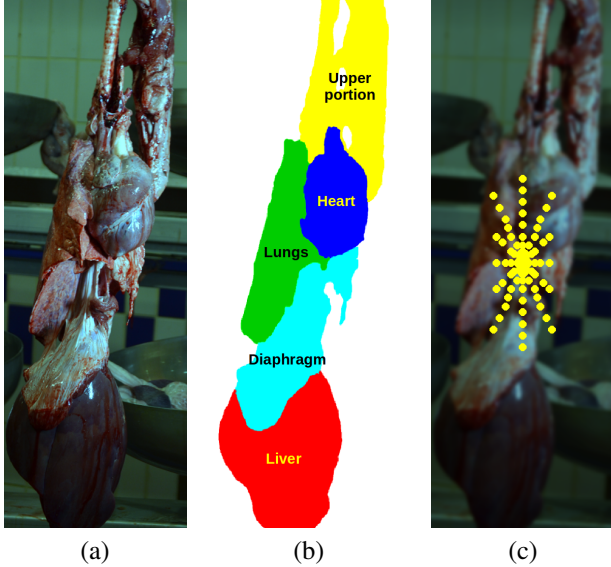 Upper
portion
Heart
Lungs
Diaphragm
Liver
(a)
(b)
(c)